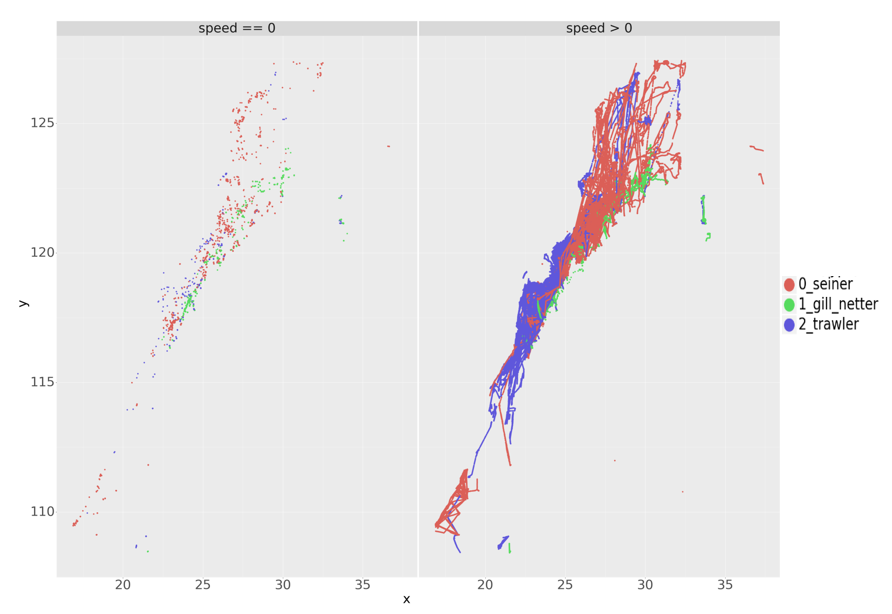 speed == 0
speed > 0
125
120
115
110
y
20
25
30
35
20
25
30
35
x
0_seiner
1_gill_netter
2_trawler